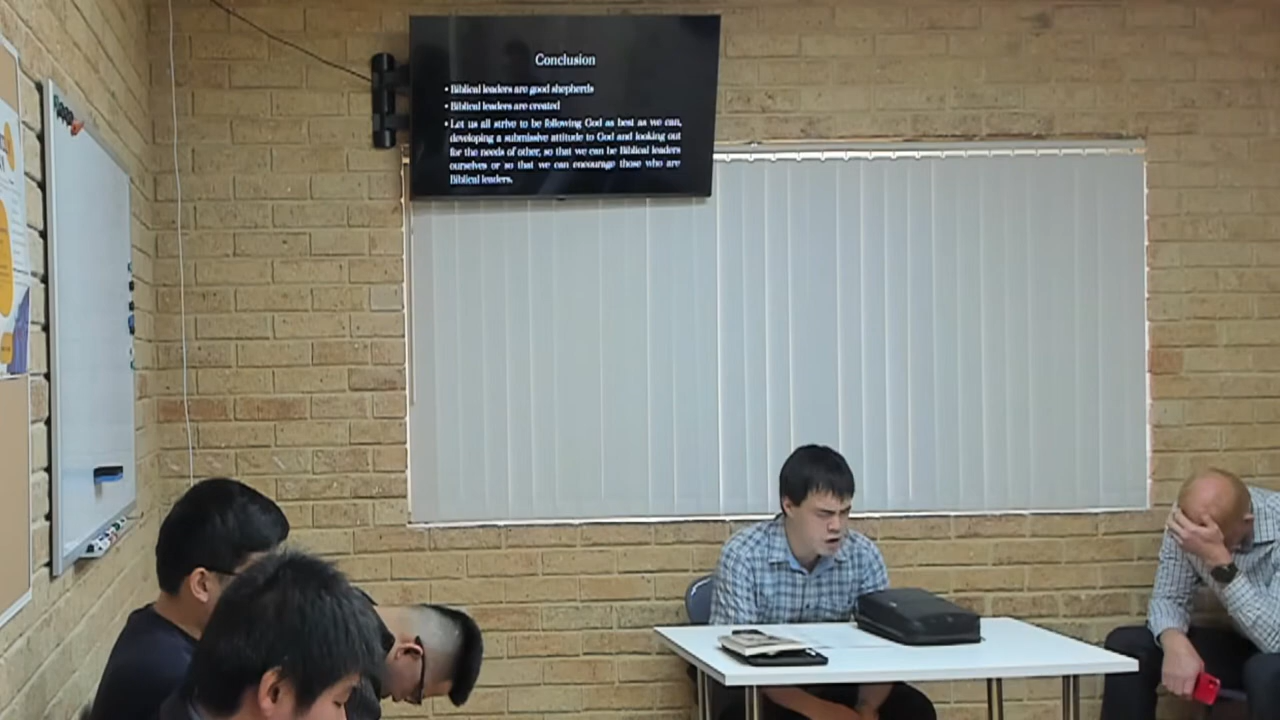 Conclusion
• Biblical leaders are good shepherds
• Biblical leaders are created
• Let us all strive to be following God as best as we can,
developing a submissive attitude to God and looking out
for the needs of other, so that we can be Biblical leaders
ourselves or so that we can encourage those who are
Biblical leaders.